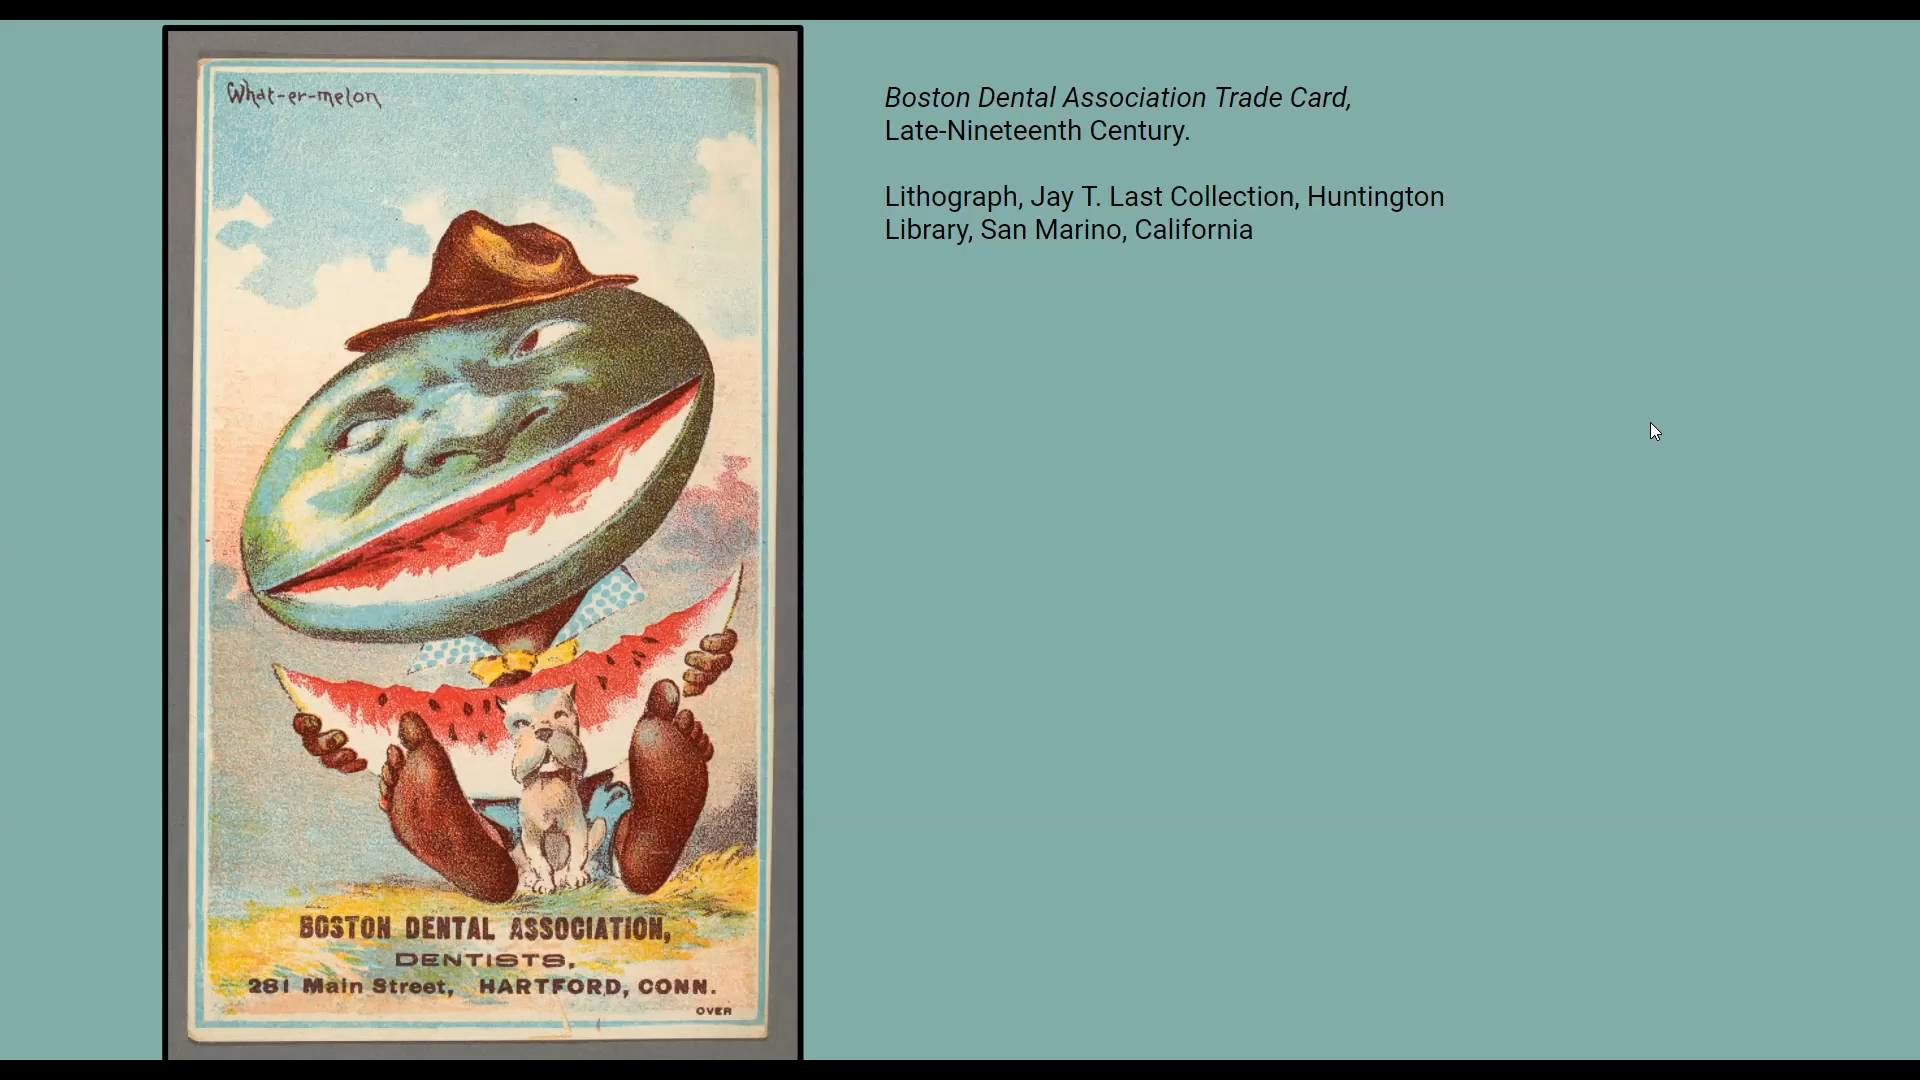 What-er-melon
BOSTON DENTAL ASSOCIATION,
DENTISTS,
281 Main Street, HARTFORD, CONN.
OVER
Boston Dental Association Trade Card,
Late-Nineteenth Century.
Lithograph, Jay T. Last Collection, Huntington
Library, San Marino, California